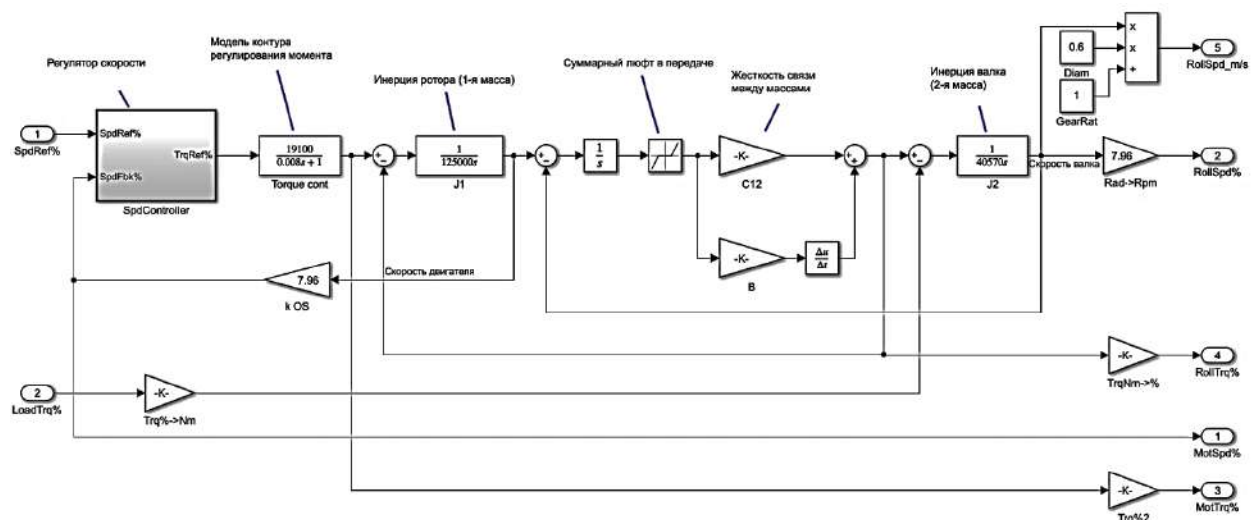 Модель контура
регулирования момента
Регулятор скорости
Инерция ротора (1-я масса)
Суммарный люфт в передаче
Жесткость связи
между массами
Инерция валка
(2-я масса)
x
x
÷
0.6
Diam
1
GearRat
5
RollSpd_m/s
1
SpdRef%
SpdRef%
TrqRef%
SpdFbk%
SpdController
19100
0.008s + 1
Torque cont
1
125000s
J1
1
s
-K-
C12
1
40570s
J2
Скорость валка
7.96
Rad->Rpm
2
RollSpd%
-K-
B
Δu
Δt
7.96
k OS
Скорость двигателя
2
LoadTrq%
-K-
Trq%->Nm
-K-
TrqNm->%
4
RollTrq%
1
MotSpd%
-K-
Trq%2
3
MotTrq%